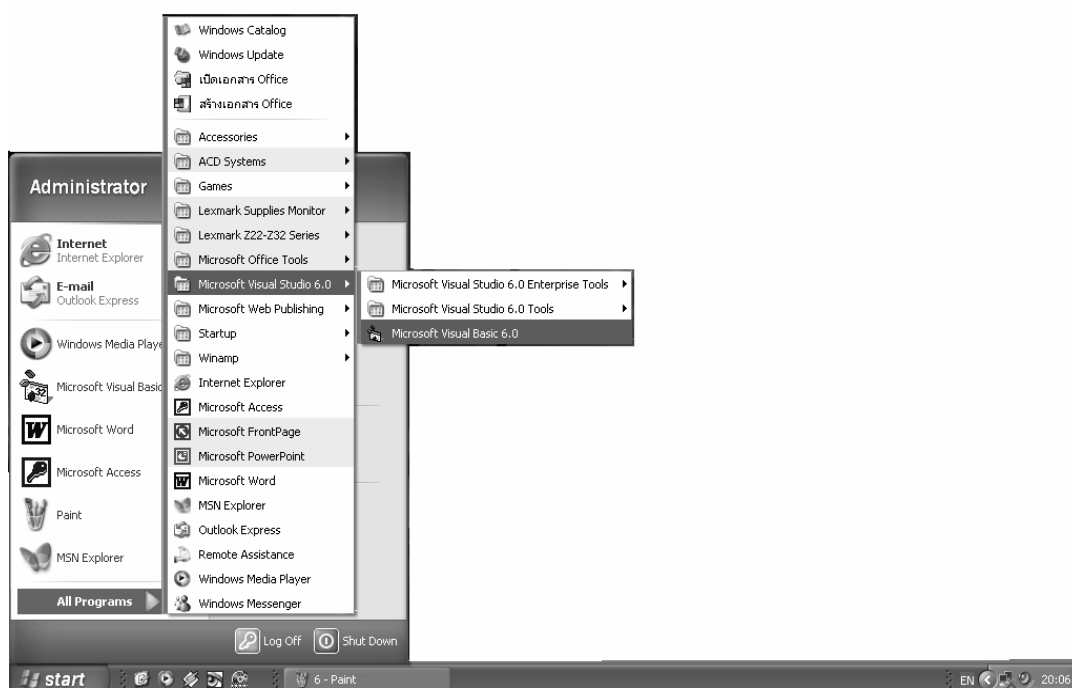 Windows Catalog
Windows Update
เปิดเอกสาร Office
สร้างเอกสาร Office
Accessories
ACD Systems
Games
Lexmark Supplies Monitor
Lexmark Z22-Z32 Series
Microsoft Office Tools
Microsoft Visual Studio 6.0
Microsoft Web Publishing
Startup
Winamp
Internet Explorer
Microsoft Access
Microsoft FrontPage
Microsoft PowerPoint
Microsoft Word
MSN Explorer
Outlook Express
Remote Assistance
Windows Media Player
Windows Messenger
Microsoft Visual Studio 6.0 Enterprise Tools
Microsoft Visual Studio 6.0 Tools
Microsoft Visual Basic 6.0
Administrator
Internet
Internet Explorer
E-mail
Outlook Express
Windows Media Playe
Microsoft Visual Basic
Microsoft Word
Microsoft Access
Paint
MSN Explorer
All Programs
Log Off
Shut Down
start
6 - Paint
EN
20:06